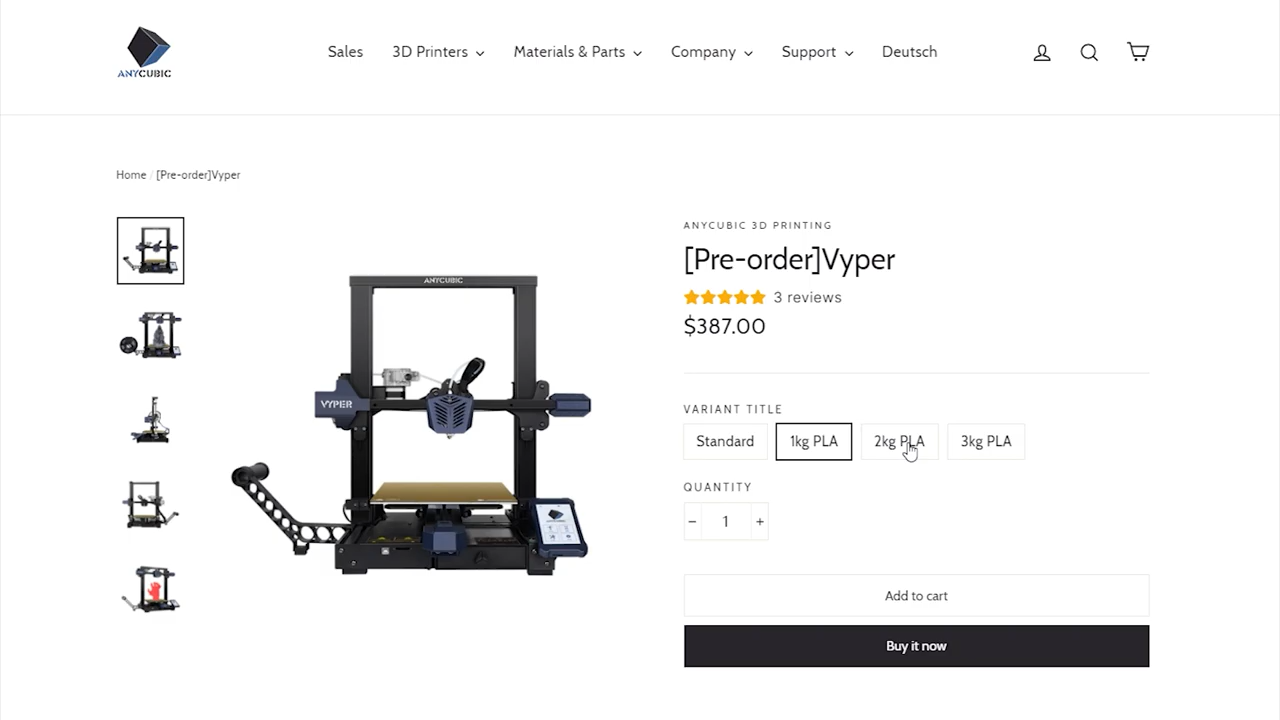 ANYCUBIC
Sales
3D Printers
Materials & Parts
Company
Support
Deutsch
Home / [Pre-order]Vyper
ANYCUBIC 3D PRINTING
[Pre-order]Vyper
3 reviews
$387.00
ANYCUBIC
VYPER
VARIANT TITLE
Standard
1kg PLA
2kg PLA
3kg PLA
QUANTITY
− 1 +
Add to cart
Buy it now